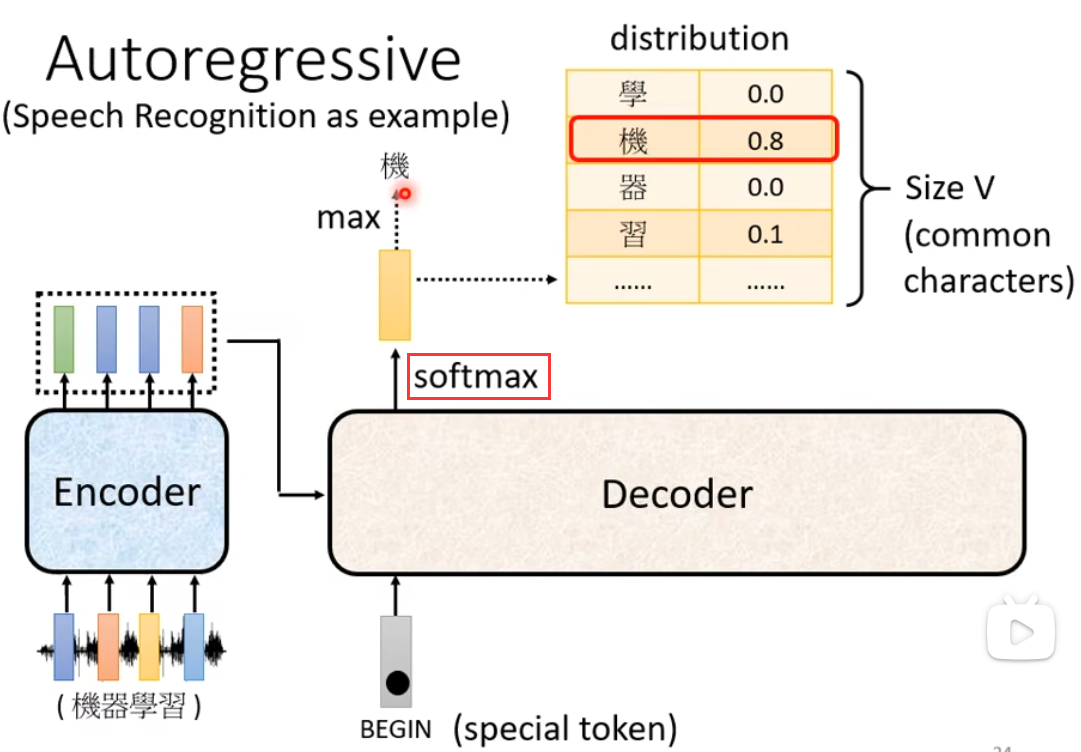 Autoregressive
(Speech Recognition as example)
distribution
學 0.0
機 0.8
器 0.0
習 0.1
...... ......
Size V
(common
characters)
機
max
softmax
Encoder
Decoder
(機器學習)
BEGIN (special token)